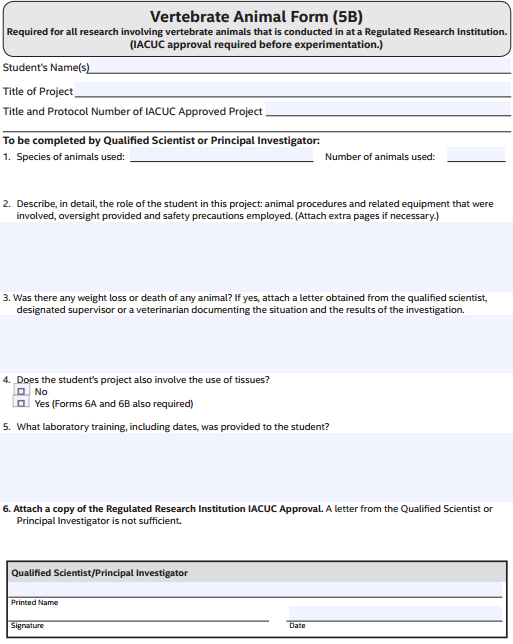 Vertebrate Animal Form (5B)
Required for all research involving vertebrate animals that is conducted in at a Regulated Research Institution.
(IACUC approval required before experimentation.)
Student's Name(s)
Title of Project
Title and Protocol Number of IACUC Approved Project
To be completed by Qualified Scientist or Principal Investigator:
1. Species of animals used: Number of animals used:
2. Describe, in detail, the role of the student in this project: animal procedures and related equipment that were
involved, oversight provided and safety precautions employed. (Attach extra pages if necessary.)
3. Was there any weight loss or death of any animal? If yes, attach a letter obtained from the qualified scientist,
designated supervisor or a veterinarian documenting the situation and the results of the investigation.
4. Does the student's project also involve the use of tissues?
No
Yes (Forms 6A and 6B also required)
5. What laboratory training, including dates, was provided to the student?
6. Attach a copy of the Regulated Research Institution IACUC Approval. A letter from the Qualified Scientist or
Principal Investigator is not sufficient.
Qualified Scientist/Principal Investigator
Printed Name
Signature Date